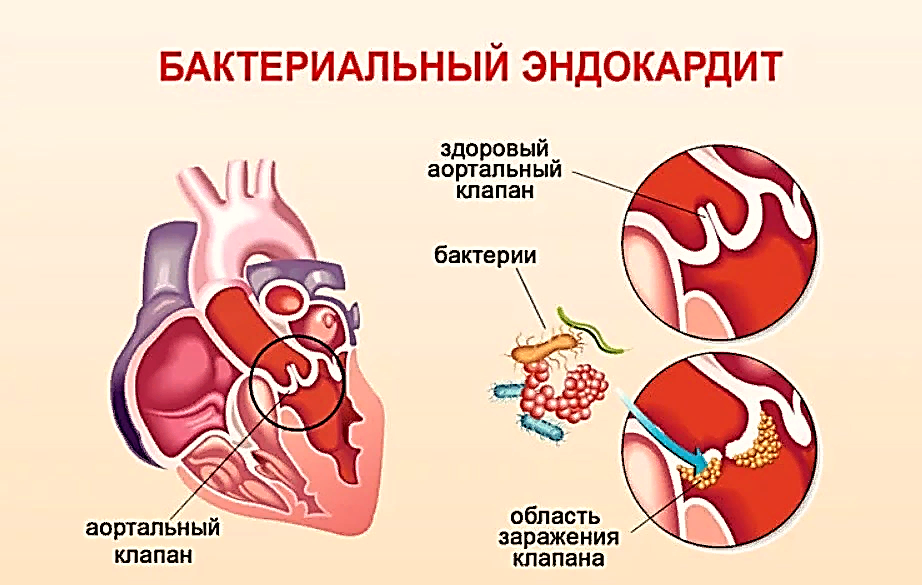 БАКТЕРИАЛЬНЫЙ ЭНДОКАРДИТ
здоровый
аортальный
клапан
бактерии
аортальный
клапан
область
заражения
клапана